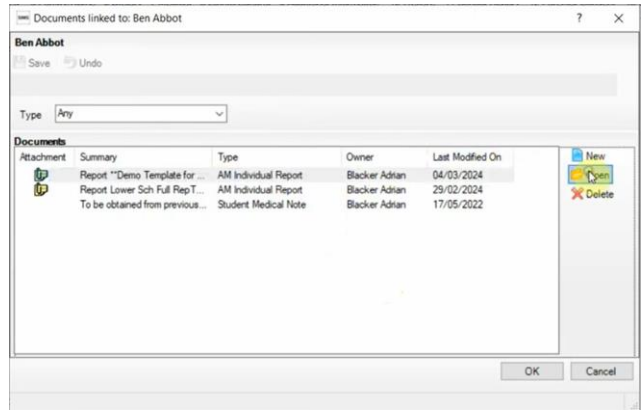 Documents linked to: Ben Abbot ? ×
Ben Abbot
Save Undo
Type Any
Documents
Attachment Summary Type Owner Last Modified On
Report **Demo Template for ... AM Individual Report Blacker Adrian 04/03/2024
Report Lower Sch Full RepT... AM Individual Report Blacker Adrian 29/02/2024
To be obtained from previous... Student Medical Note Blacker Adrian 17/05/2022
New
Open
Delete
OK Cancel